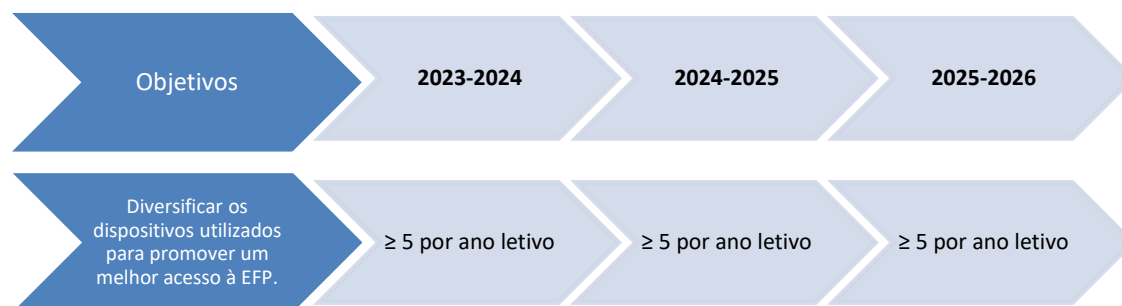 Objetivos
2023-2024
2024-2025
2025-2026
Diversificar os
dispositivos utilizados
para promover um
melhor acesso à EFP.
≥ 5 por ano letivo
≥ 5 por ano letivo
≥ 5 por ano letivo